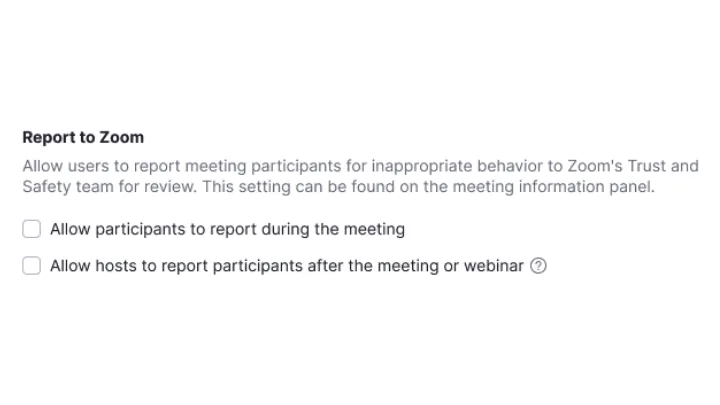 Report to Zoom
Allow users to report meeting participants for inappropriate behavior to Zoom's Trust and
Safety team for review. This setting can be found on the meeting information panel.
Allow participants to report during the meeting
Allow hosts to report participants after the meeting or webinar ?